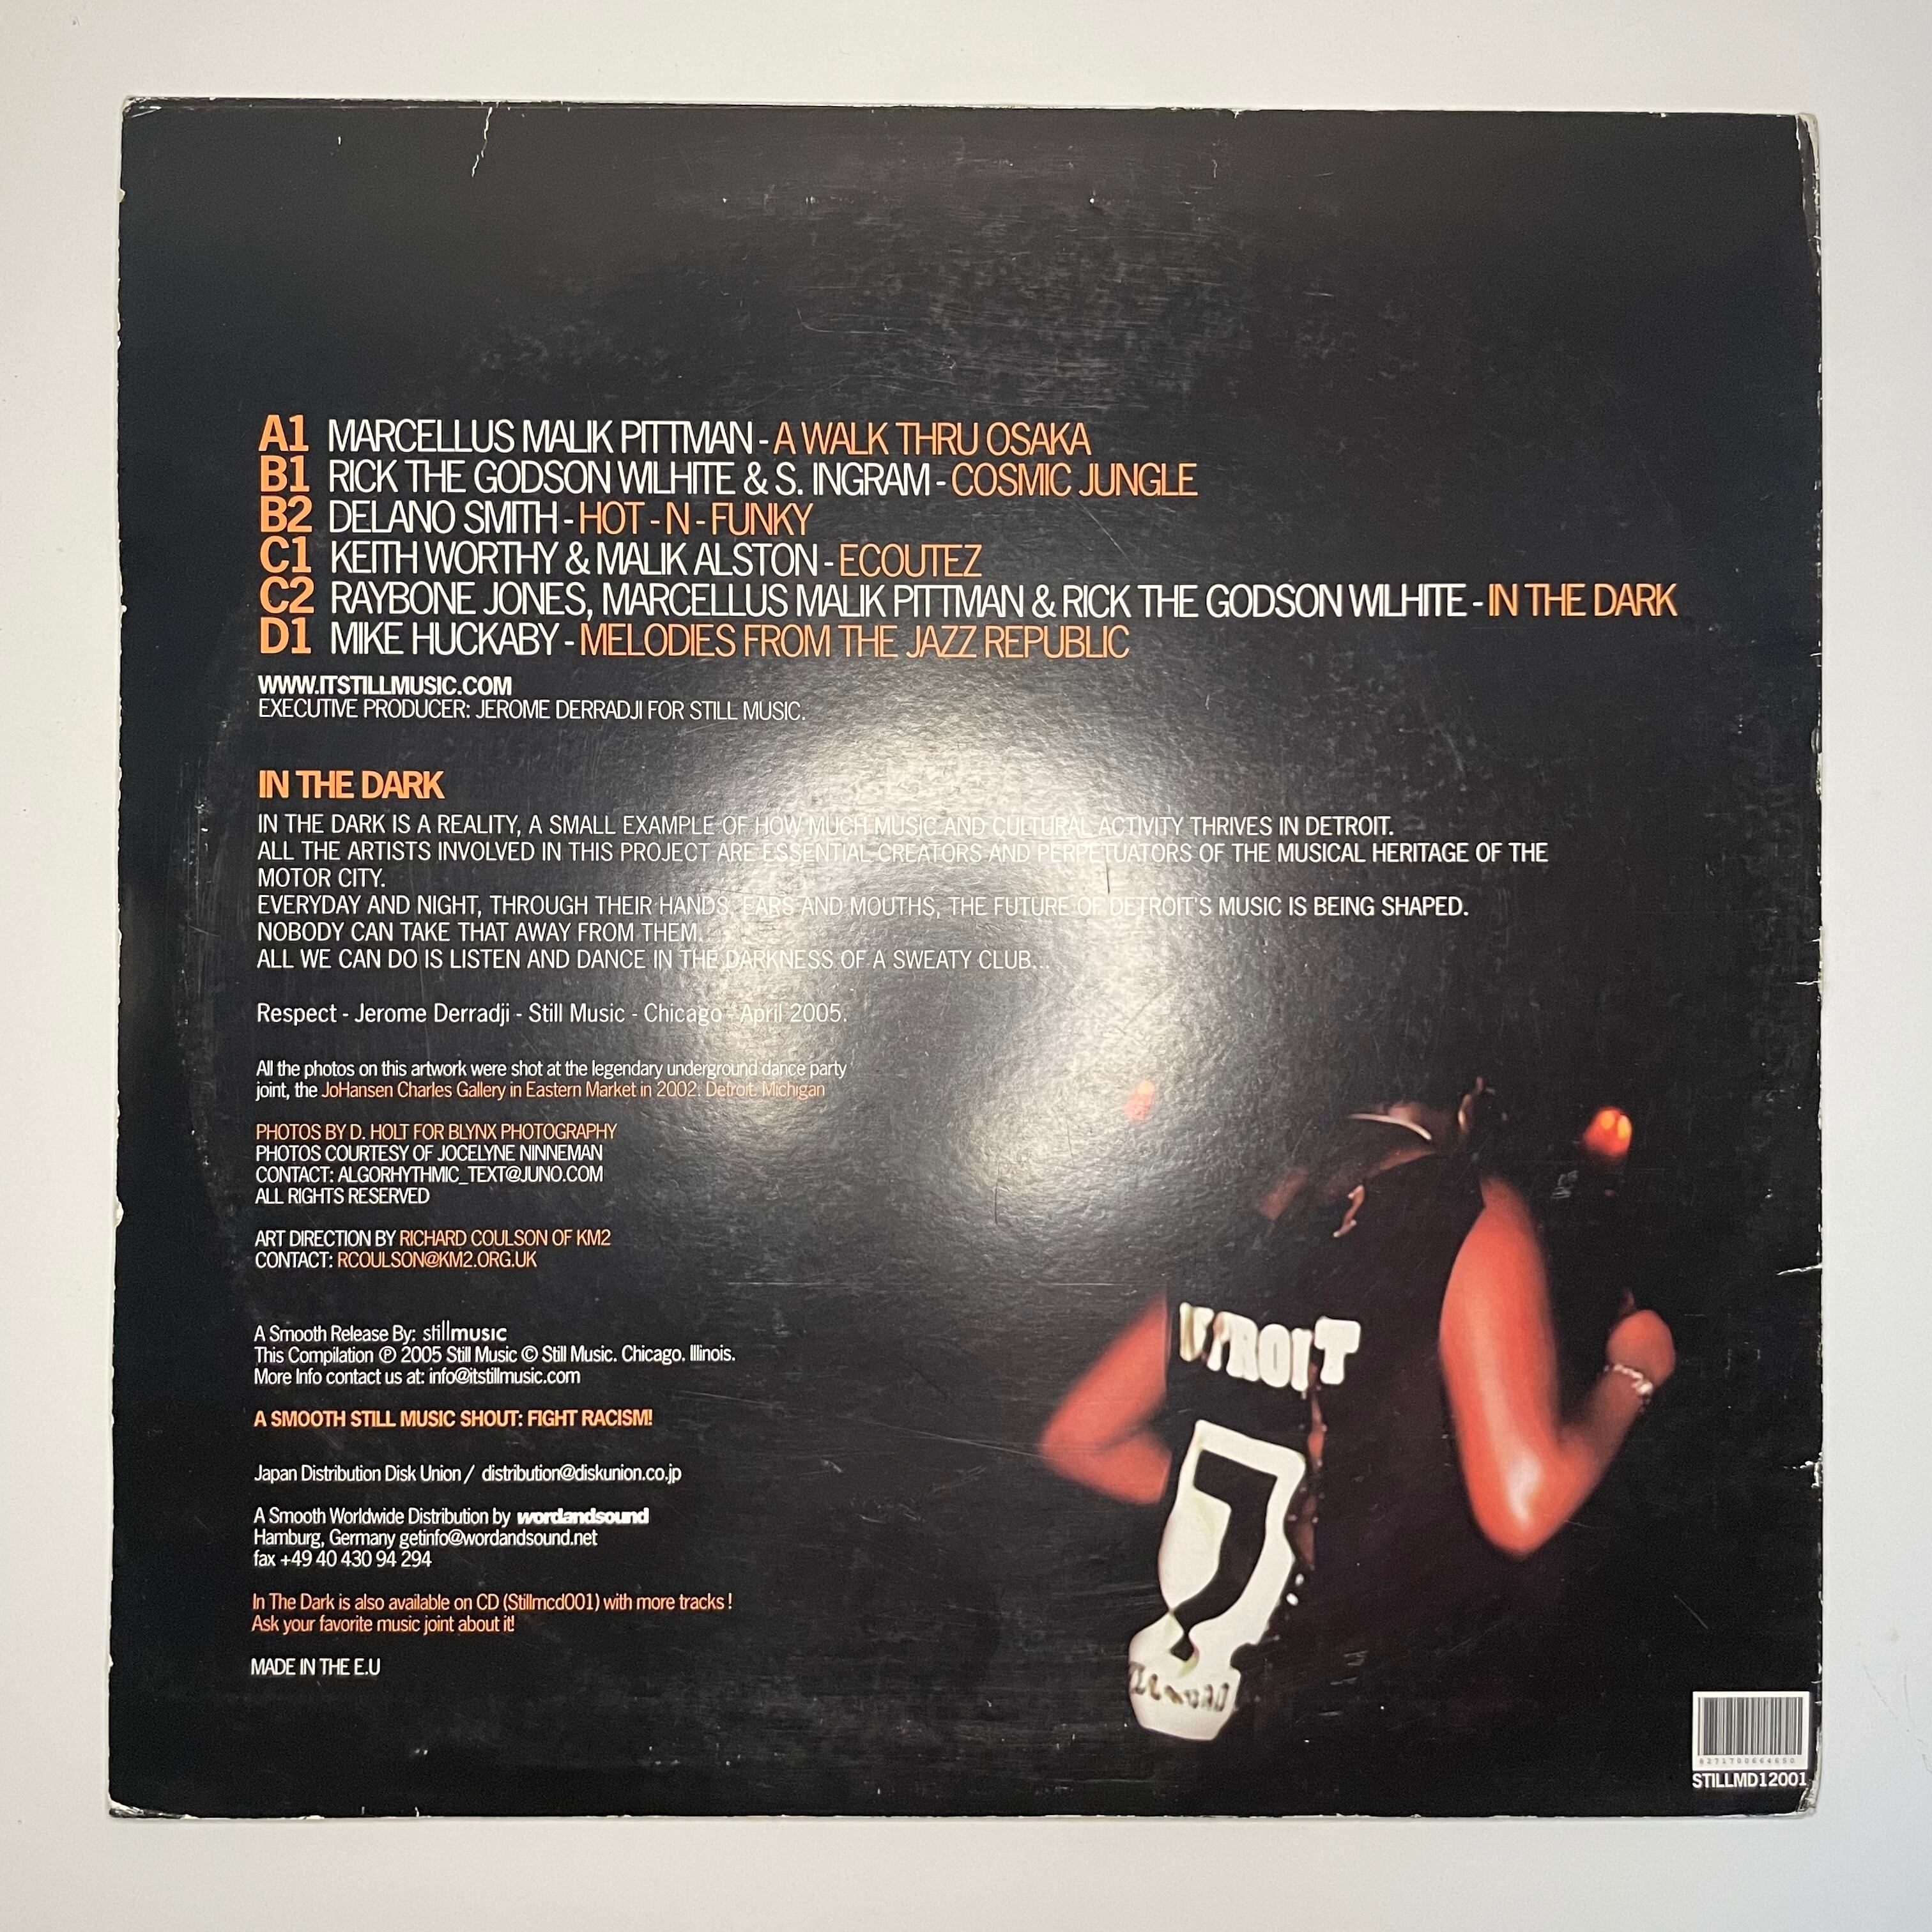 A1 MARCELLUS MALIK PITTMAN - A WALK THRU OSAKA
B1 RICK THE GODSON WILHITE & S. INGRAM - COSMIC JUNGLE
B2 DELANO SMITH - HOT - N - FUNKY
C1 KEITH WORTHY & MALIK ALSTON - ECOUTEZ
C2 RAYBONE JONES, MARCELLUS MALIK PITTMAN & RICK THE GODSON WILHITE - IN THE DARK
D1 MIKE HUCKABY - MELODIES FROM THE JAZZ REPUBLIC
WWW.ITSTILLMUSIC.COM
EXECUTIVE PRODUCER: JEROME DERRADJI FOR STILL MUSIC.
IN THE DARK
IN THE DARK IS A REALITY, A SMALL EXAMPLE OF HOW MUCH MUSIC AND CULTURAL ACTIVITY THRIVES IN DETROIT.
ALL THE ARTISTS INVOLVED IN THIS PROJECT ARE ESSENTIAL CREATORS AND PERPETUATORS OF THE MUSICAL HERITAGE OF THE
MOTOR CITY.
EVERYDAY AND NIGHT, THROUGH THEIR HANDS, EARS AND MOUTHS, THE FUTURE OF DETROIT'S MUSIC IS BEING SHAPED.
NOBODY CAN TAKE THAT AWAY FROM THEM.
ALL WE CAN DO IS LISTEN AND DANCE IN THE DARKNESS OF A SWEATY CLUB...
Respect - Jerome Derradji - Still Music - Chicago - April 2005.
All the photos on this artwork were shot at the legendary underground dance party
joint, the JoHansen Charles Gallery in Eastern Market in 2002. Detroit. Michigan
PHOTOS BY D. HOLT FOR BLYNX PHOTOGRAPHY
PHOTOS COURTESY OF JOCELYNE NINNEMAN
CONTACT: ALGORHYTHMIC_TEXT@JUNO.COM
ALL RIGHTS RESERVED
ART DIRECTION BY RICHARD COULSON OF KM2
CONTACT: RCOULSON@KM2.ORG.UK
A Smooth Release By: stillmusic
This Compilation ℗ 2005 Still Music © Still Music. Chicago. Illinois.
More Info contact us at: info@itstillmusic.com
A SMOOTH STILL MUSIC SHOUT: FIGHT RACISM!
Japan Distribution Disk Union / distribution@diskunion.co.jp
A Smooth Worldwide Distribution by wordandsound
Hamburg, Germany getinfo@wordandsound.net
fax +49 40 430 94 294
In The Dark is also available on CD (Stillmcd001) with more tracks !
Ask your favorite music joint about it!
MADE IN THE E.U
DETROIT
STILLMD12001